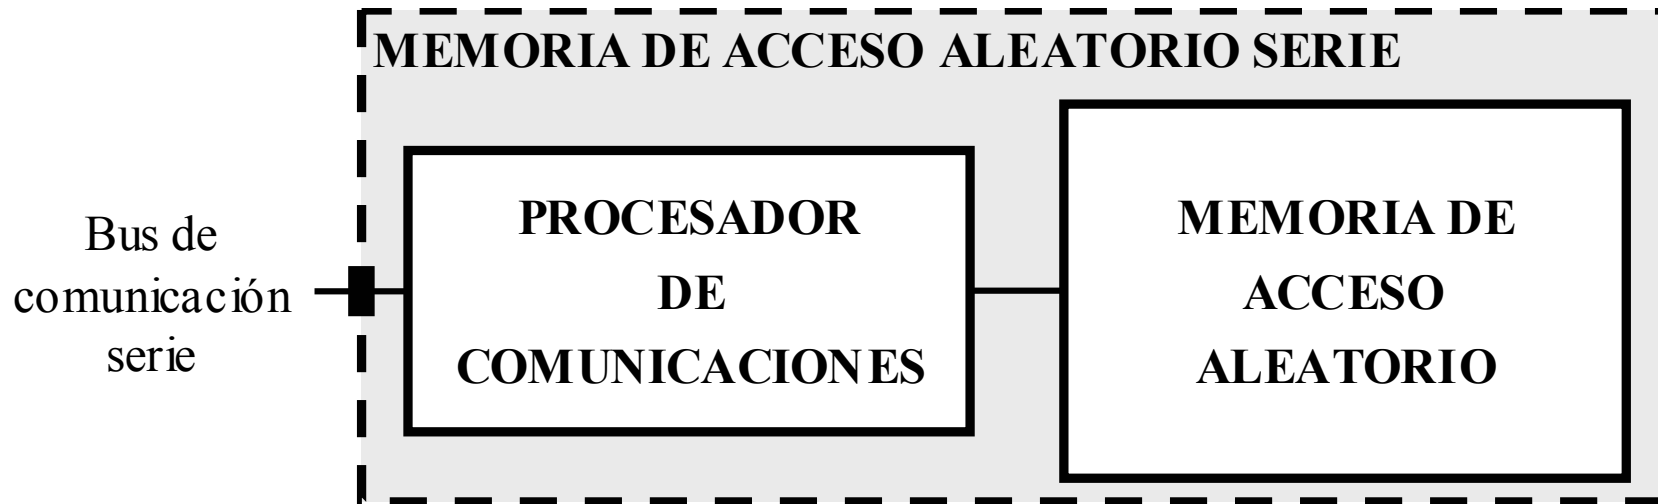 MEMORIA DE ACCESO ALEATORIO SERIE
Bus de
comunicación
serie
PROCESADOR
DE
COMUNICACIONES
MEMORIA DE
ACCESO
ALEATORIO